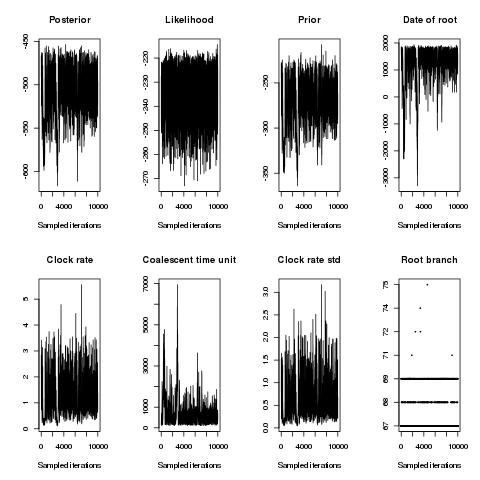 Posterior Likelihood Prior Date of root
-450 -500 -550 -600
-220 -230 -240 -250 -260 -270
-250 -300 -350
2000 1000 0 -1000 -2000 -3000
0 4000 10000 0 4000 10000 0 4000 10000 0 4000 10000
Sampled iterations Sampled iterations Sampled iterations Sampled iterations
Clock rate Coalescent time unit Clock rate std Root branch
5 4 3 2 1 0
7000 5000 3000 1000 0
3.0 2.5 2.0 1.5 1.0 0.5 0.0
75 74 72 71 69 68 67
0 4000 10000 0 4000 10000 0 4000 10000 0 4000 10000
Sampled iterations Sampled iterations Sampled iterations Sampled iterations